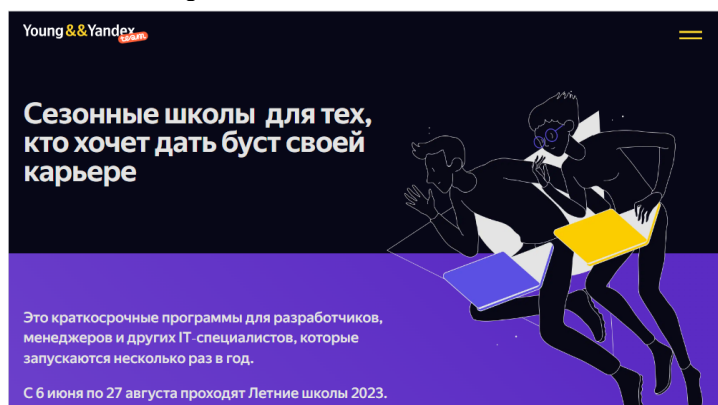 Young&&Yandex
team
Сезонные школы для тех,
кто хочет дать буст своей
карьере
Это краткосрочные программы для разработчиков,
менеджеров и других IT-специалистов, которые
запускаются несколько раз в год.
С 6 июня по 27 августа проходят Летние школы 2023.